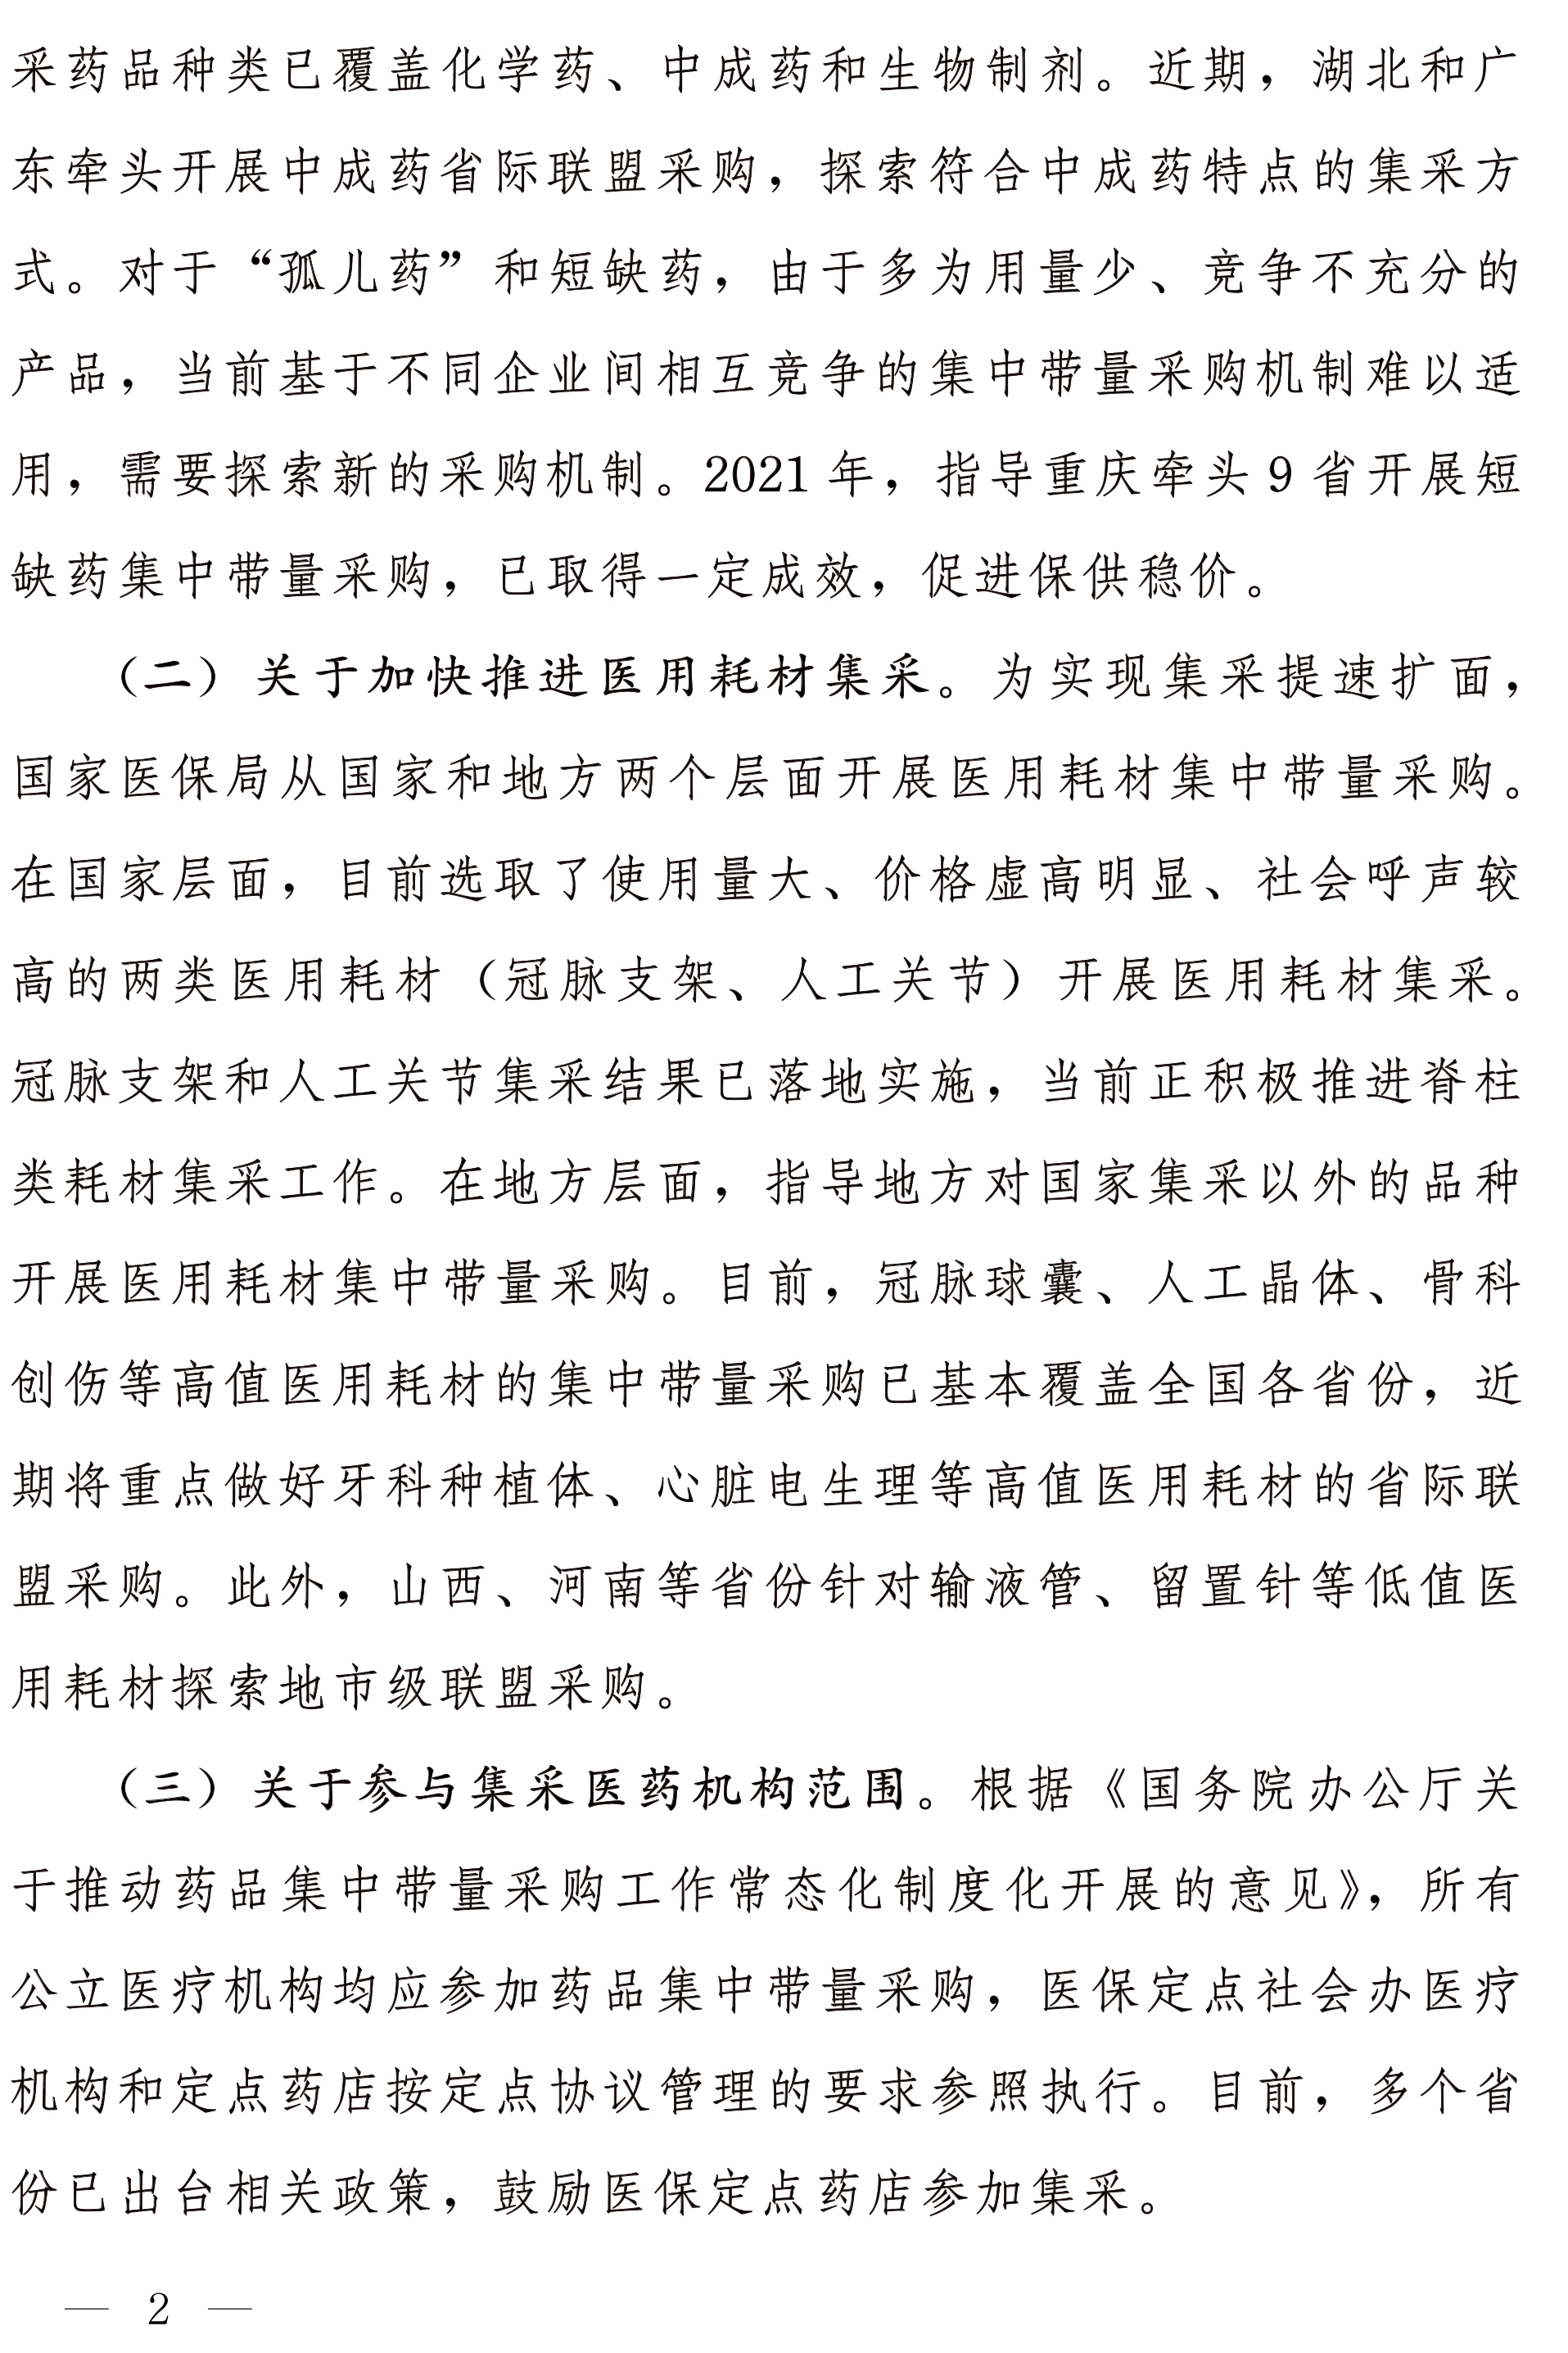 采药品种类已覆盖化学药、中成药和生物制剂。近期，湖北和广
东牵头开展中成药省际联盟采购，探索符合中成药特点的集采方
式。对于“孤儿药”和短缺药，由于多为用量少、竞争不充分的
产品，当前基于不同企业间相互竞争的集中带量采购机制难以适
用，需要探索新的采购机制。2021 年，指导重庆牵头 9 省开展短
缺药集中带量采购，已取得一定成效，促进保供稳价。
（二）关于加快推进医用耗材集采。为实现集采提速扩面，
国家医保局从国家和地方两个层面开展医用耗材集中带量采购。
在国家层面，目前选取了使用量大、价格虚高明显、社会呼声较
高的两类医用耗材（冠脉支架、人工关节）开展医用耗材集采。
冠脉支架和人工关节集采结果已落地实施，当前正积极推进脊柱
类耗材集采工作。在地方层面，指导地方对国家集采以外的品种
开展医用耗材集中带量采购。目前，冠脉球囊、人工晶体、骨科
创伤等高值医用耗材的集中带量采购已基本覆盖全国各省份，近
期将重点做好牙科种植体、心脏电生理等高值医用耗材的省际联
盟采购。此外，山西、河南等省份针对输液管、留置针等低值医
用耗材探索地市级联盟采购。
（三）关于参与集采医药机构范围。根据《国务院办公厅关
于推动药品集中带量采购工作常态化制度化开展的意见》，所有
公立医疗机构均应参加药品集中带量采购，医保定点社会办医疗
机构和定点药店按定点协议管理的要求参照执行。目前，多个省
份已出台相关政策，鼓励医保定点药店参加集采。
— 2 —